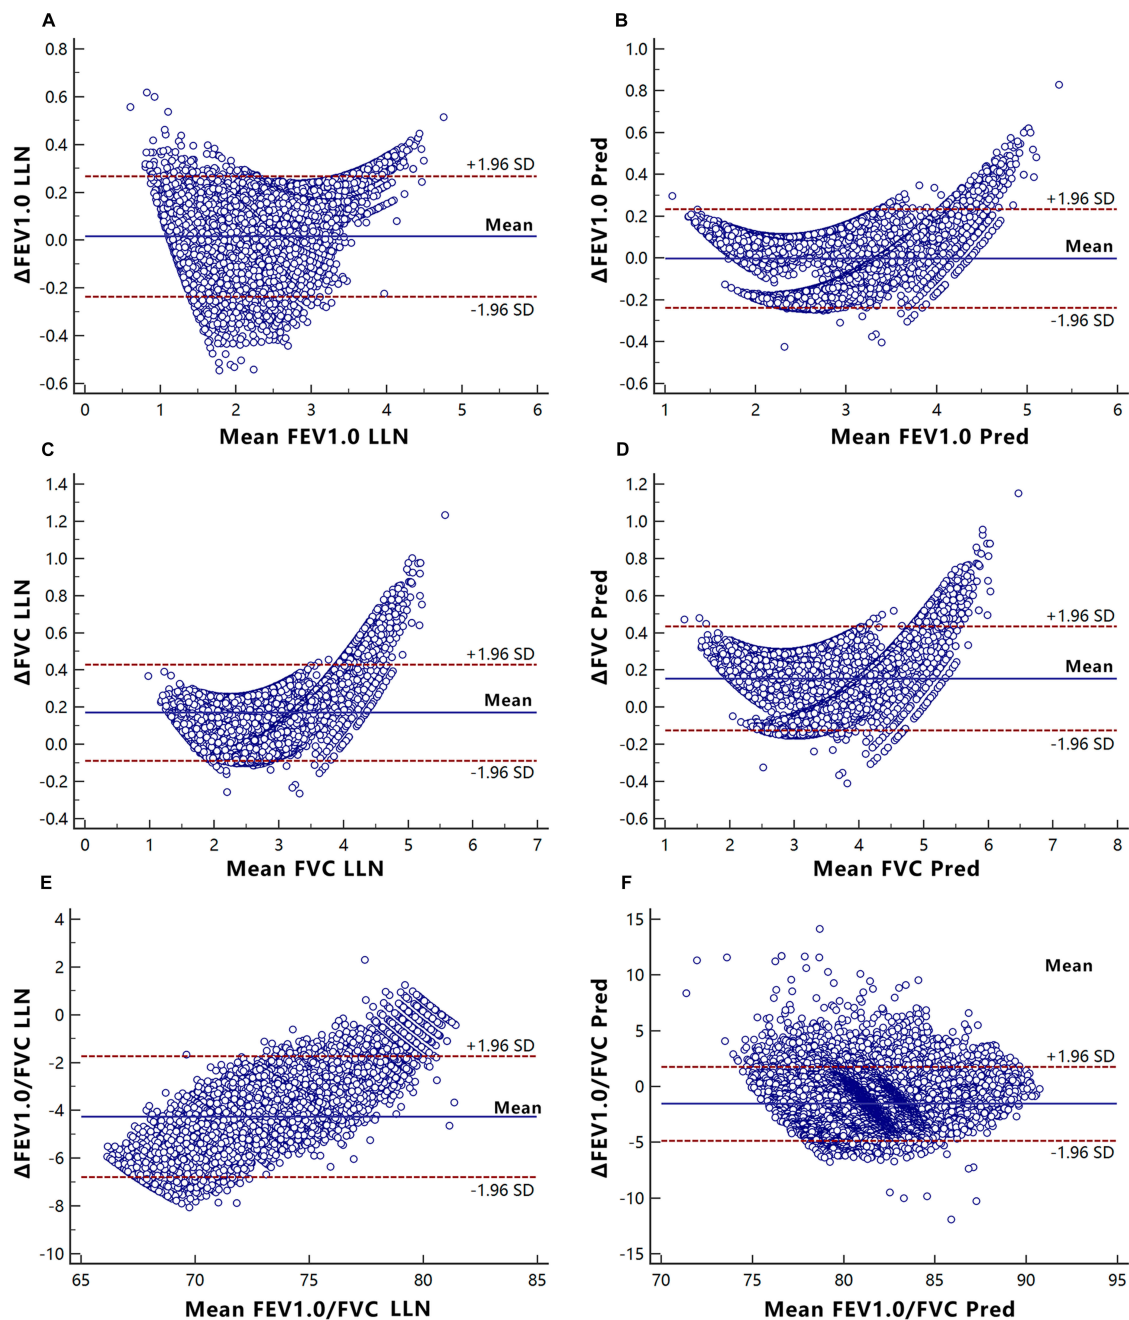 A
ΔFEV1.0 LLN
0.8
0.6
0.4
0.2
0.0
-0.2
-0.4
-0.6
+1.96 SD
Mean
-1.96 SD
0 1 2 3 4 5 6
Mean FEV1.0 LLN
B
ΔFEV1.0 Pred
1.0
0.8
0.6
0.4
0.2
0.0
-0.2
-0.4
-0.6
+1.96 SD
Mean
-1.96 SD
1 2 3 4 5 6
Mean FEV1.0 Pred
C
ΔFVC LLN
1.4
1.2
1.0
0.8
0.6
0.4
0.2
0.0
-0.2
-0.4
+1.96 SD
Mean
-1.96 SD
0 1 2 3 4 5 6 7
Mean FVC LLN
D
ΔFVC Pred
1.2
1.0
0.8
0.6
0.4
0.2
0.0
-0.2
-0.4
-0.6
+1.96 SD
Mean
-1.96 SD
1 2 3 4 5 6 7 8
Mean FVC Pred
E
ΔFEV1.0/FVC LLN
4
2
0
-2
-4
-6
-8
-10
+1.96 SD
Mean
-1.96 SD
65 70 75 80 85
Mean FEV1.0/FVC LLN
F
ΔFEV1.0/FVC Pred
15
10
5
0
-5
-10
-15
Mean
+1.96 SD
-1.96 SD
70 75 80 85 90 95
Mean FEV1.0/FVC Pred